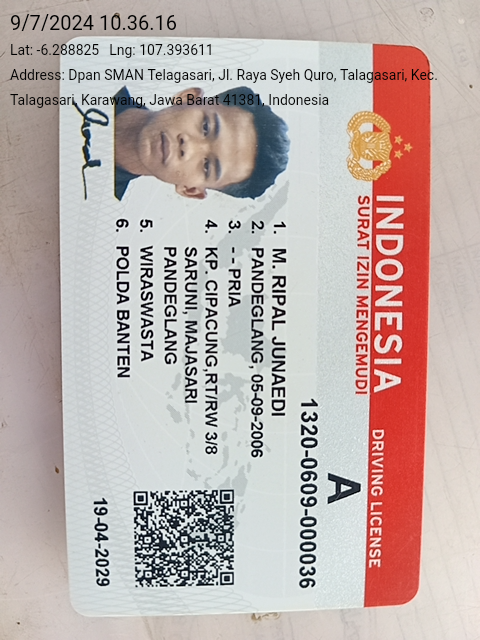 9/7/2024 10.36.16
Lat: -6.288825 Lng: 107.393611
Address: Dpan SMAN Telagasari, Jl. Raya Syeh Quro, Talagasari, Kec.
Talagasari, Karawang, Jawa Barat 41381, Indonesia
INDONESIA
SURAT IZIN MENGEMUDI
DRIVING LICENSE
A
1320-0609-000036
1. M. RIPAL JUNAEDI
2. PANDEGLANG, 05-09-2006
3. - - PRIA
4. KP. CIPACUNG,RT/RW 3/8
SARUNI, MAJASARI
PANDEGLANG
5. WIRASWASTA
6. POLDA BANTEN
19-04-2029